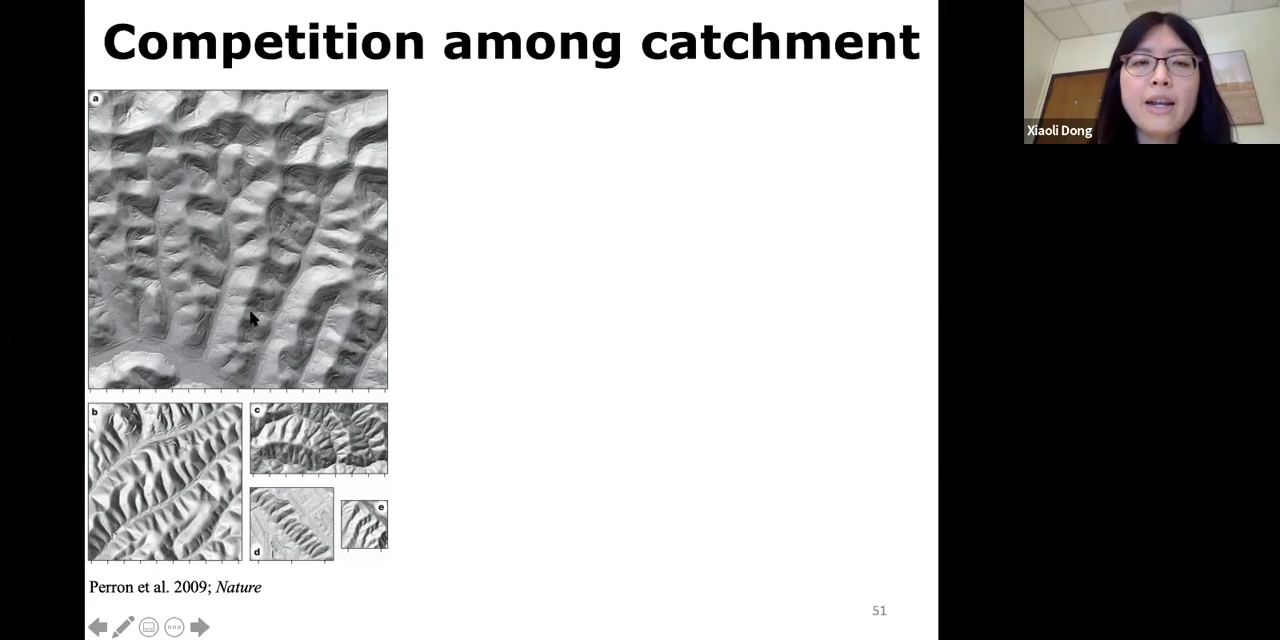 Competition among catchment
a
b
c
d
e
Perron et al. 2009; Nature
51
Xiaoli Dong